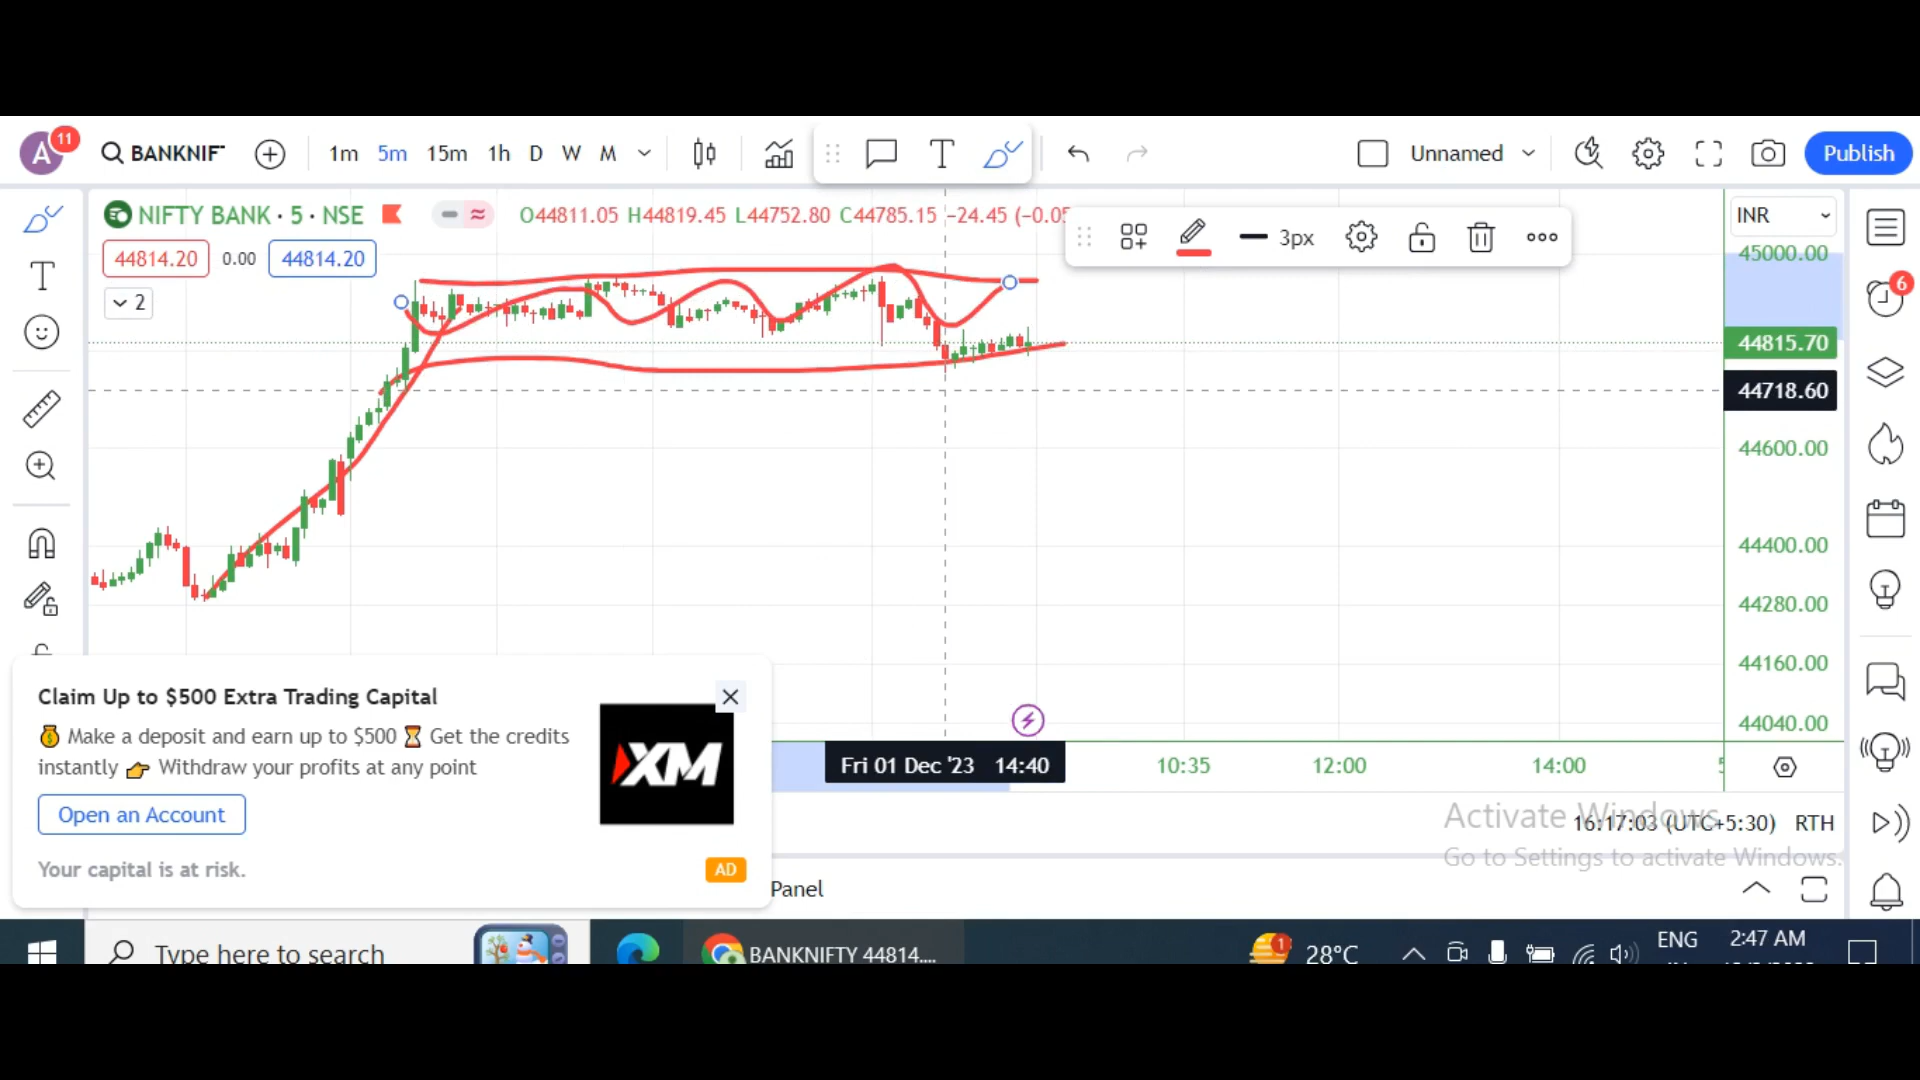 A 11 BANKNIF 1m 5m 15m 1h D W M T Unnamed Publish
NIFTY BANK · 5 · NSE O44811.05 H44819.45 L44752.80 C44785.15 −24.45 (−0.05 INR
3px
44814.20 0.00 44814.20
45000.00
2
6
44815.70
44718.60
44600.00
44400.00
44280.00
44160.00
44040.00
Claim Up to $500 Extra Trading Capital
Make a deposit and earn up to $500 Get the credits
instantly Withdraw your profits at any point
XM
Open an Account
Your capital is at risk.
AD
Fri 01 Dec '23 14:40 10:35 12:00 14:00
Activate Windows
16:17:03 (UTC+5:30) RTH
Go to Settings to activate Windows.
Panel
Type here to search BANKNIFTY 44814.... 1 28°C ENG 2:47 AM